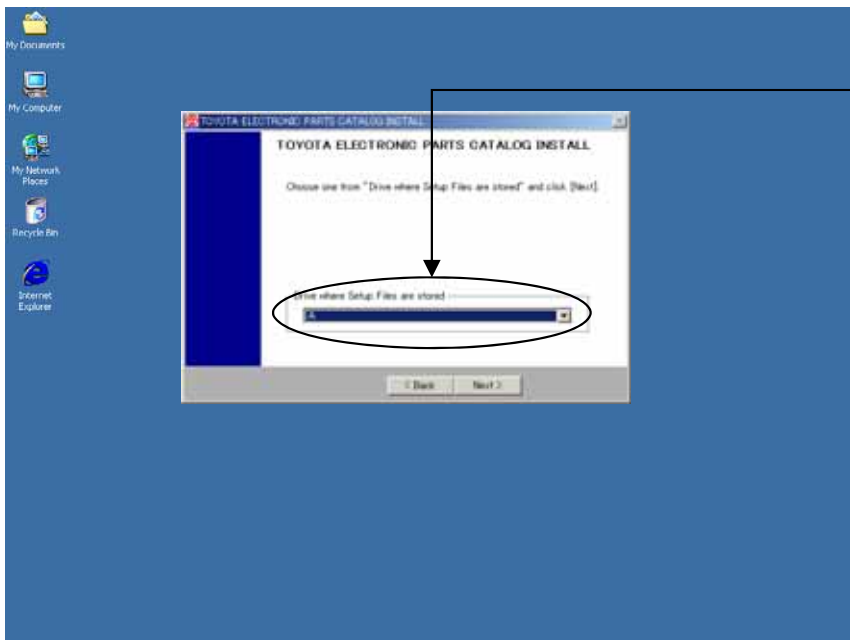 My Documents
My Computer
My Network
Places
Recycle Bin
Internet
Explorer
TOYOTA ELECTRONIC PARTS CATALOG INSTALL
TOYOTA ELECTRONIC PARTS CATALOG INSTALL
Choose one from "Drive where Setup Files are stored" and click [Next].
Drive where Setup Files are stored
A
< Back
Next >